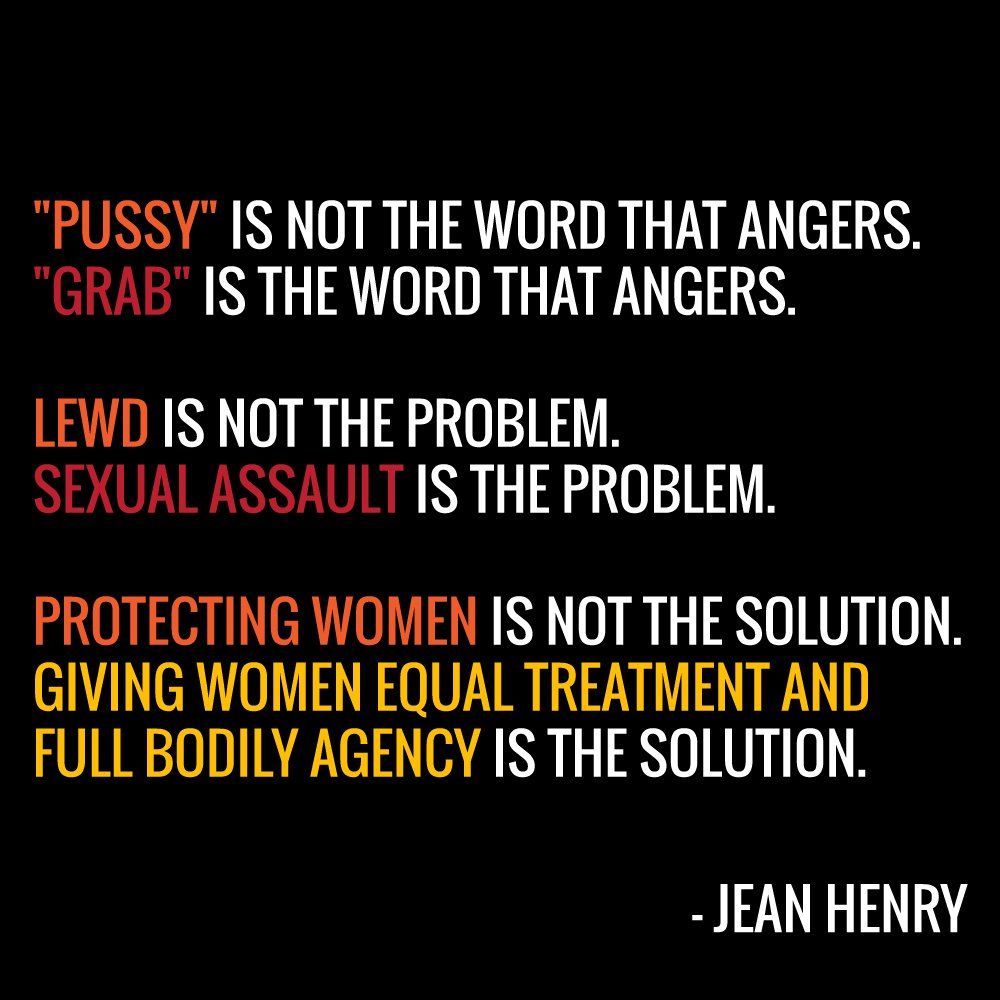 "PUSSY" IS NOT THE WORD THAT ANGERS.
"GRAB" IS THE WORD THAT ANGERS.
LEWD IS NOT THE PROBLEM.
SEXUAL ASSAULT IS THE PROBLEM.
PROTECTING WOMEN IS NOT THE SOLUTION.
GIVING WOMEN EQUAL TREATMENT AND
FULL BODILY AGENCY IS THE SOLUTION.
- JEAN HENRY